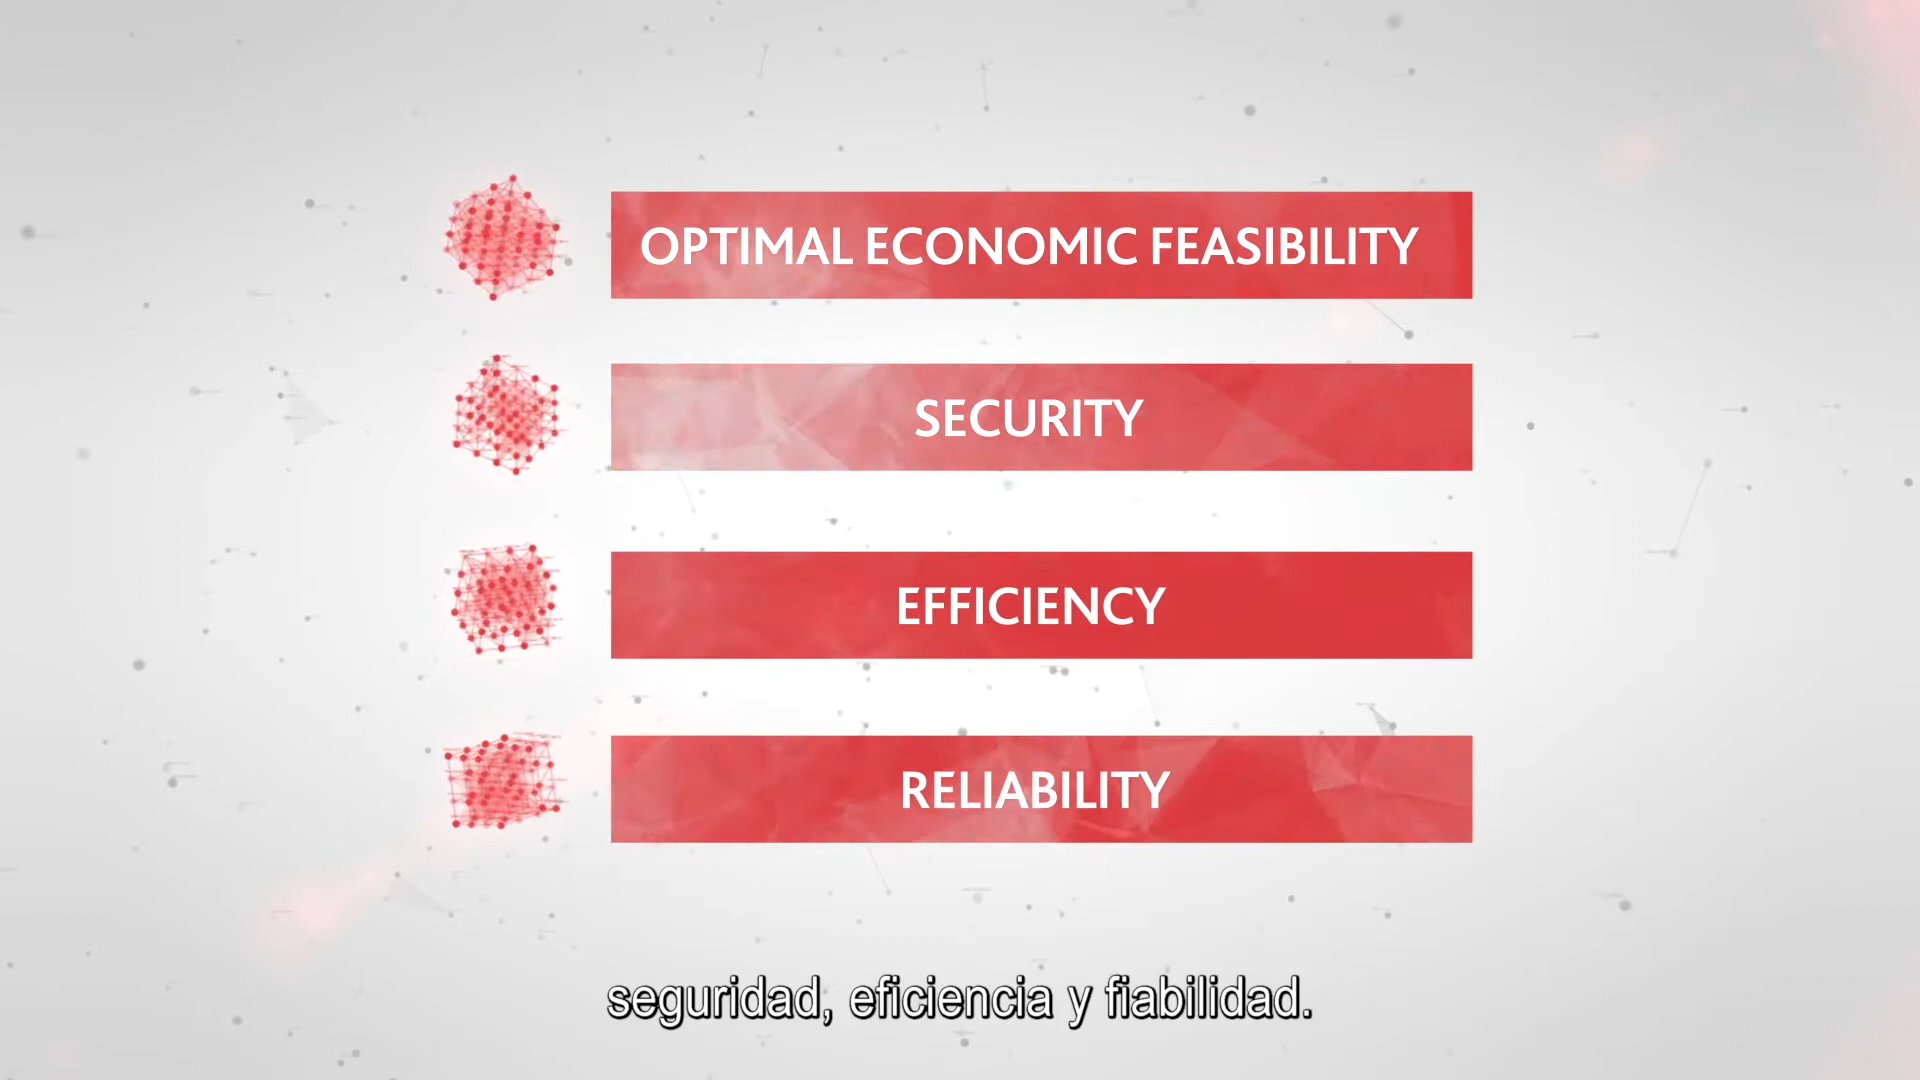 OPTIMAL ECONOMIC FEASIBILITY
SECURITY
EFFICIENCY
RELIABILITY
seguridad, eficiencia y fiabilidad.